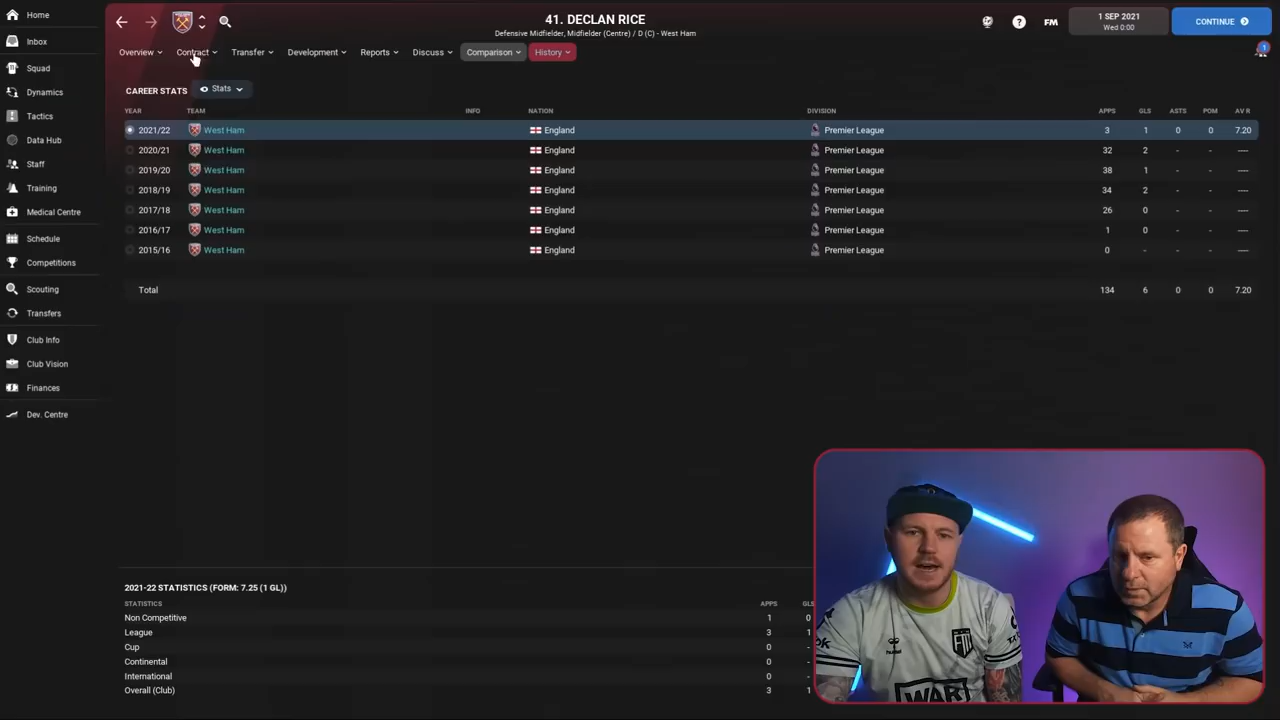 Home
Inbox
Squad
Dynamics
Tactics
Data Hub
Staff
Training
Medical Centre
Schedule
Competitions
Scouting
Transfers
Club Info
Club Vision
Finances
Dev. Centre
41. DECLAN RICE
Defensive Midfielder, Midfielder (Centre) / D (C) - West Ham
FM
1 SEP 2021
Wed 0:00
CONTINUE
1
Overview Contract Transfer Development Reports Discuss Comparison History
CAREER STATS Stats
YEAR TEAM INFO NATION DIVISION APPS GLS ASTS POM AV R
2021/22 West Ham England Premier League 3 1 0 0 7.20
2020/21 West Ham England Premier League 32 2 - - ----
2019/20 West Ham England Premier League 38 1 - - ----
2018/19 West Ham England Premier League 34 2 - - ----
2017/18 West Ham England Premier League 26 0 - - ----
2016/17 West Ham England Premier League 1 0 - - ----
2015/16 West Ham England Premier League 0 - - - ----
Total 134 6 0 0 7.20
2021-22 STATISTICS (FORM: 7.25 (1 GL))
STATISTICS APPS GLS
Non Competitive 1 0
League 3 1
Cup 0 -
Continental 0 -
International 0 -
Overall (Club) 3 1
hummel
WAR